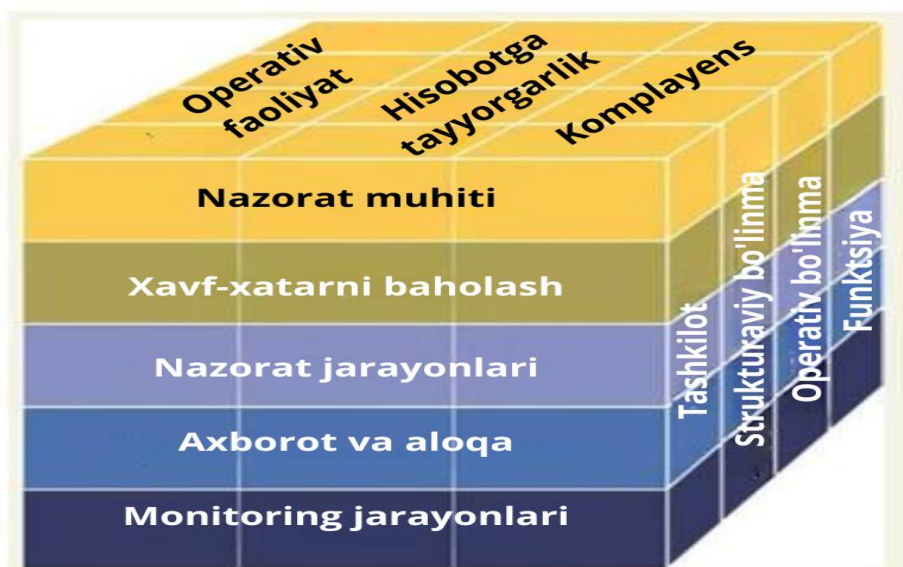 Operativ
faoliyat
Hisobotga
tayyorgarlik
Komplayens
Nazorat muhiti
Xavf-xatarni baholash
Nazorat jarayonlari
Axborot va aloqa
Monitoring jarayonlari
Tashkilot
Strukturaviy bo'linma
Operativ bo'linma
Funktsiya